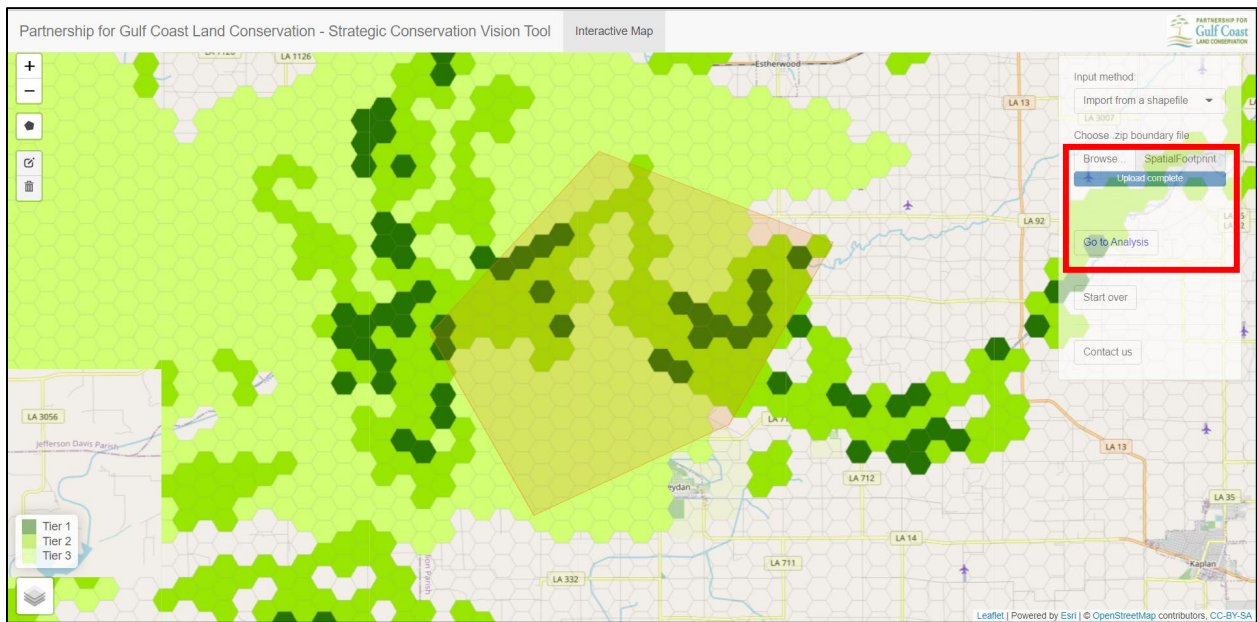 Partnership for Gulf Coast Land Conservation - Strategic Conservation Vision Tool
Interactive Map
PARTNERSHIP FOR
Gulf Coast
LAND CONSERVATION
+
−
LA 1126
Estherwood
LA 13
LA 3007
LA 92
Input method:
Import from a shapefile
Choose .zip boundary file
Browse...
SpatialFootprint
Upload complete
Go to Analysis
Start over
Contact us
LA 3056
Jefferson Davis Parish
LA 13
LA 712
LA 35
LA 14
LA 711
LA 332
Kaplan
Tier 1
Tier 2
Tier 3
Leaflet | Powered by Esri | © OpenStreetMap contributors, CC-BY-SA